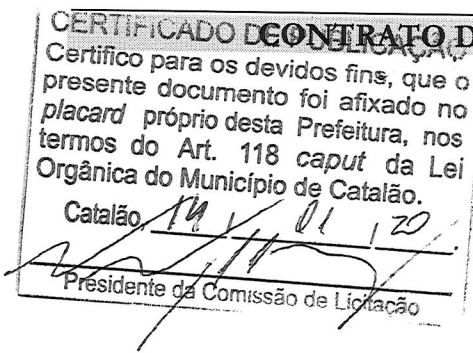 CERTIFICADO DE PUBLICAÇÃO
CONTRATO D
Certifico para os devidos fins, que o
presente documento foi afixado no
placard próprio desta Prefeitura, nos
termos do Art. 118 caput da Lei
Orgânica do Município de Catalão.
Catalão, 14 / 01 / 20.
Presidente da Comissão de Licitação